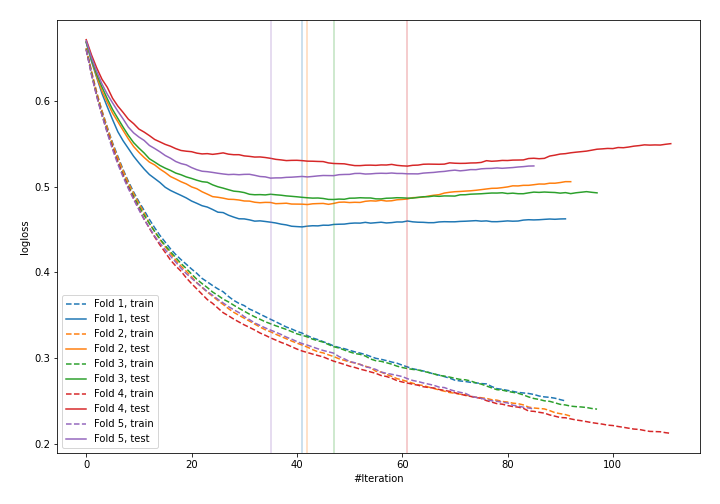 0.6
0.5
0.4
0.3
0.2
logloss
Fold 1, train
Fold 1, test
Fold 2, train
Fold 2, test
Fold 3, train
Fold 3, test
Fold 4, train
Fold 4, test
Fold 5, train
Fold 5, test
0 20 40 60 80 100
#Iteration